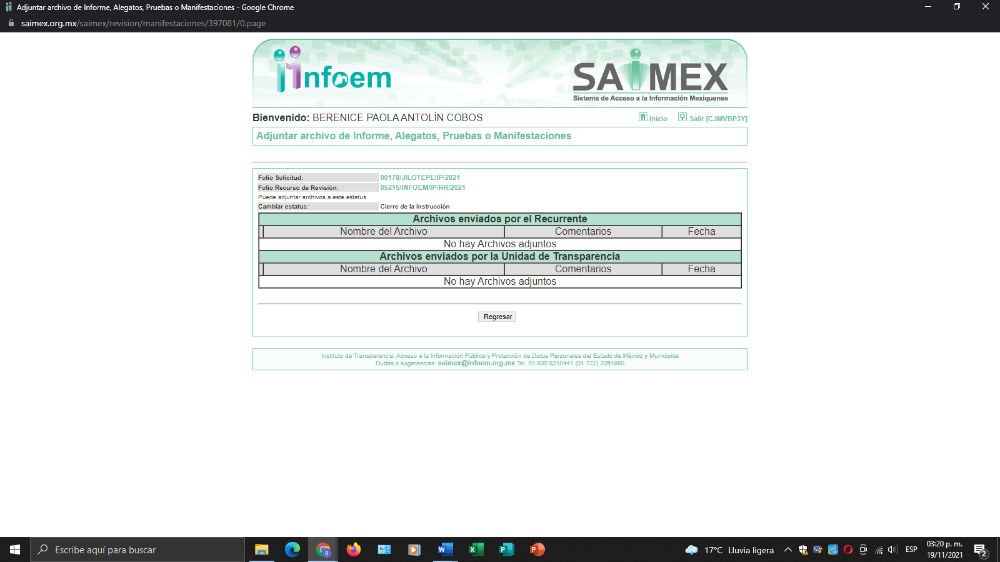 Adjuntar archivo de Informe, Alegatos, Pruebas o Manifestaciones - Google Chrome
saimex.org.mx/saimex/revision/manifestaciones/397081/0.page
infoem
SAIMEX
Sistema de Acceso a la Información Mexiquense
Bienvenido: BERENICE PAOLA ANTOLÍN COBOS
Inicio Salir [CJMVBP3Y]
Adjuntar archivo de Informe, Alegatos, Pruebas o Manifestaciones
Folio Solicitud: 00178/JILOTEPE/IP/2021
Folio Recurso de Revisión: 05215/INFOEM/IP/RR/2021
Puede adjuntar archivos a este estatus
Cambiar estatus: Cierre de la instrucción
Archivos enviados por el Recurrente
Nombre del Archivo Comentarios Fecha
No hay Archivos adjuntos
Archivos enviados por la Unidad de Transparencia
Nombre del Archivo Comentarios Fecha
No hay Archivos adjuntos
Regresar
Instituto de Transparencia, Acceso a la Información Pública y Protección de Datos Personales del Estado de México y Municipios
Dudas o sugerencias: saimex@infoem.org.mx Tel. 01 800 8210441 (01 722) 2261980
Escribe aquí para buscar
17°C Lluvia ligera
ESP
03:20 p. m.
19/11/2021
2